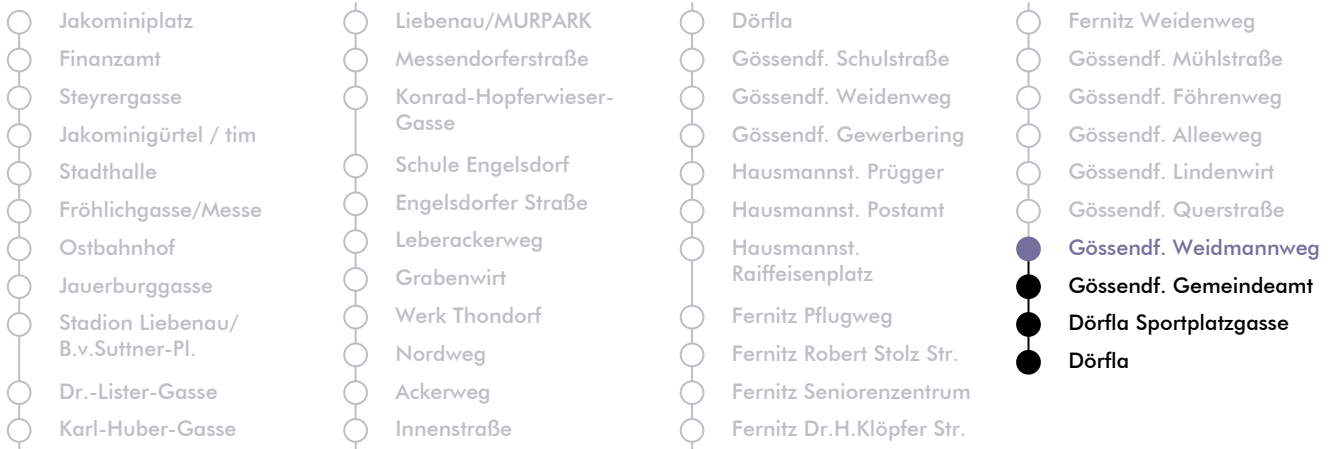 Jakominiplatz
Finanzamt
Steyrergasse
Jakominigürtel / tim
Stadthalle
Fröhlichgasse/Messe
Ostbahnhof
Jauerburggasse
Stadion Liebenau/
B.v.Suttner-Pl.
Dr.-Lister-Gasse
Karl-Huber-Gasse
Liebenau/MURPARK
Messendorferstraße
Konrad-Hopferwieser-
Gasse
Schule Engelsdorf
Engelsdorfer Straße
Leberackerweg
Grabenwirt
Werk Thondorf
Nordweg
Ackerweg
Innenstraße
Dörfla
Gössendf. Schulstraße
Gössendf. Weidenweg
Gössendf. Gewerbering
Hausmannst. Prügger
Hausmannst. Postamt
Hausmannst.
Raiffeisenplatz
Fernitz Pflugweg
Fernitz Robert Stolz Str.
Fernitz Seniorenzentrum
Fernitz Dr.H.Klöpfer Str.
Fernitz Weidenweg
Gössendf. Mühlstraße
Gössendf. Föhrenweg
Gössendf. Alleeweg
Gössendf. Lindenwirt
Gössendf. Querstraße
Gössendf. Weidmannweg
Gössendf. Gemeindeamt
Dörfla Sportplatzgasse
Dörfla